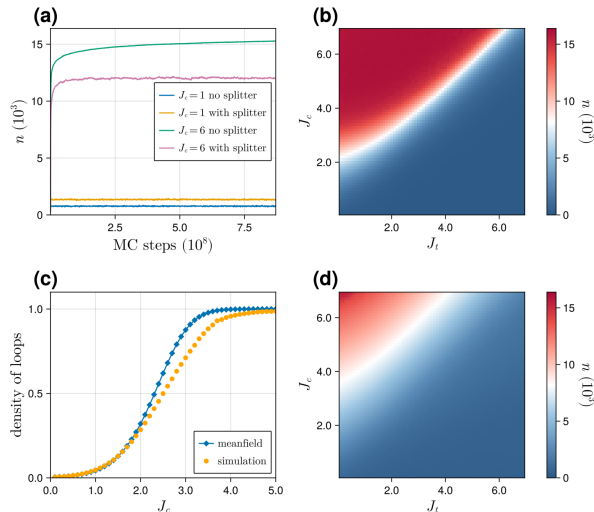 (a)
15
10
5
0
n (10³)
2.5
5.0
7.5
MC steps (10⁸)
J_c = 1 no splitter
J_c = 1 with splitter
J_c = 6 no splitter
J_c = 6 with splitter
(b)
6.0
4.0
2.0
J_c
2.0
4.0
6.0
J_t
15
10
5
0
n (10³)
(c)
1.0
0.5
0.0
density of loops
0.0
1.0
2.0
3.0
4.0
5.0
J_c
meanfield
simulation
(d)
6.0
4.0
2.0
J_c
2.0
4.0
6.0
J_t
15
10
5
0
n (10³)